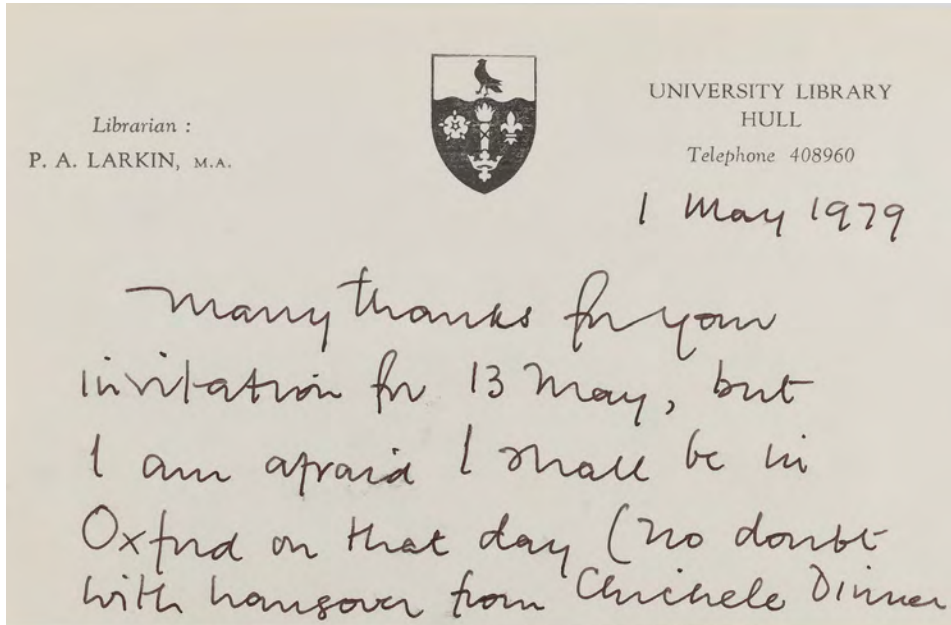 Librarian :
P. A. LARKIN, M.A.
UNIVERSITY LIBRARY
HULL
Telephone 408960
1 May 1979
Many thanks for your
invitation for 13 May, but
I am afraid I shall be in
Oxford on that day (no doubt
with hangover from Chichele Dinner